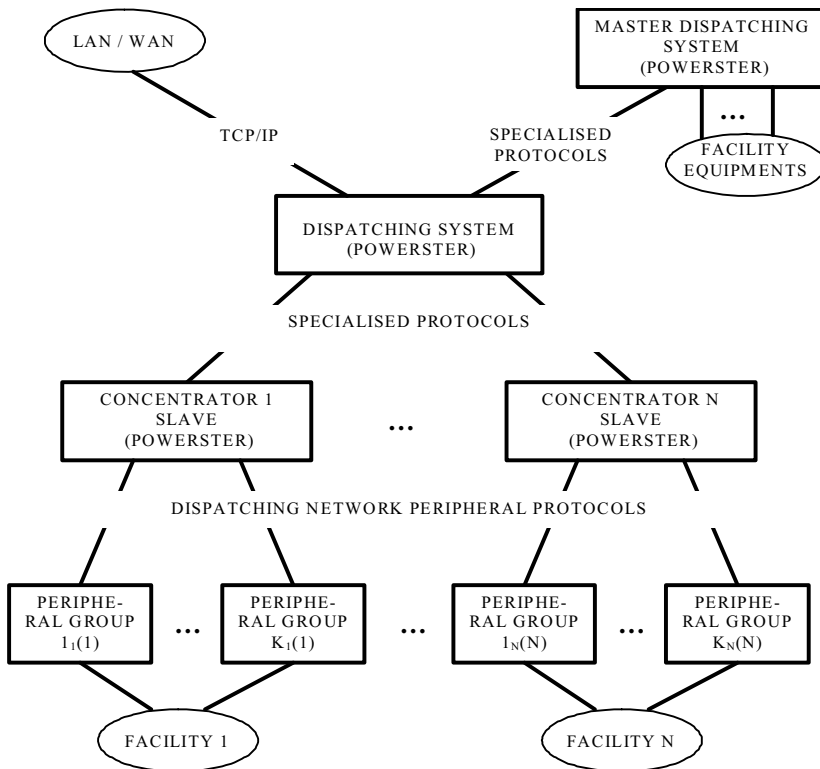 LAN / WAN
MASTER DISPATCHING
SYSTEM
(POWERSTER)
...
TCP/IP
SPECIALISED
PROTOCOLS
FACILITY
EQUIPMENTS
DISPATCHING SYSTEM
(POWERSTER)
SPECIALISED PROTOCOLS
CONCENTRATOR 1
SLAVE
(POWERSTER)
...
CONCENTRATOR N
SLAVE
(POWERSTER)
DISPATCHING NETWORK PERIPHERAL PROTOCOLS
PERIPHE-
RAL GROUP
1₁(1)
...
PERIPHE-
RAL GROUP
K₁(1)
...
PERIPHE-
RAL GROUP
1ₙ(N)
...
PERIPHE-
RAL GROUP
Kₙ(N)
FACILITY 1
FACILITY N